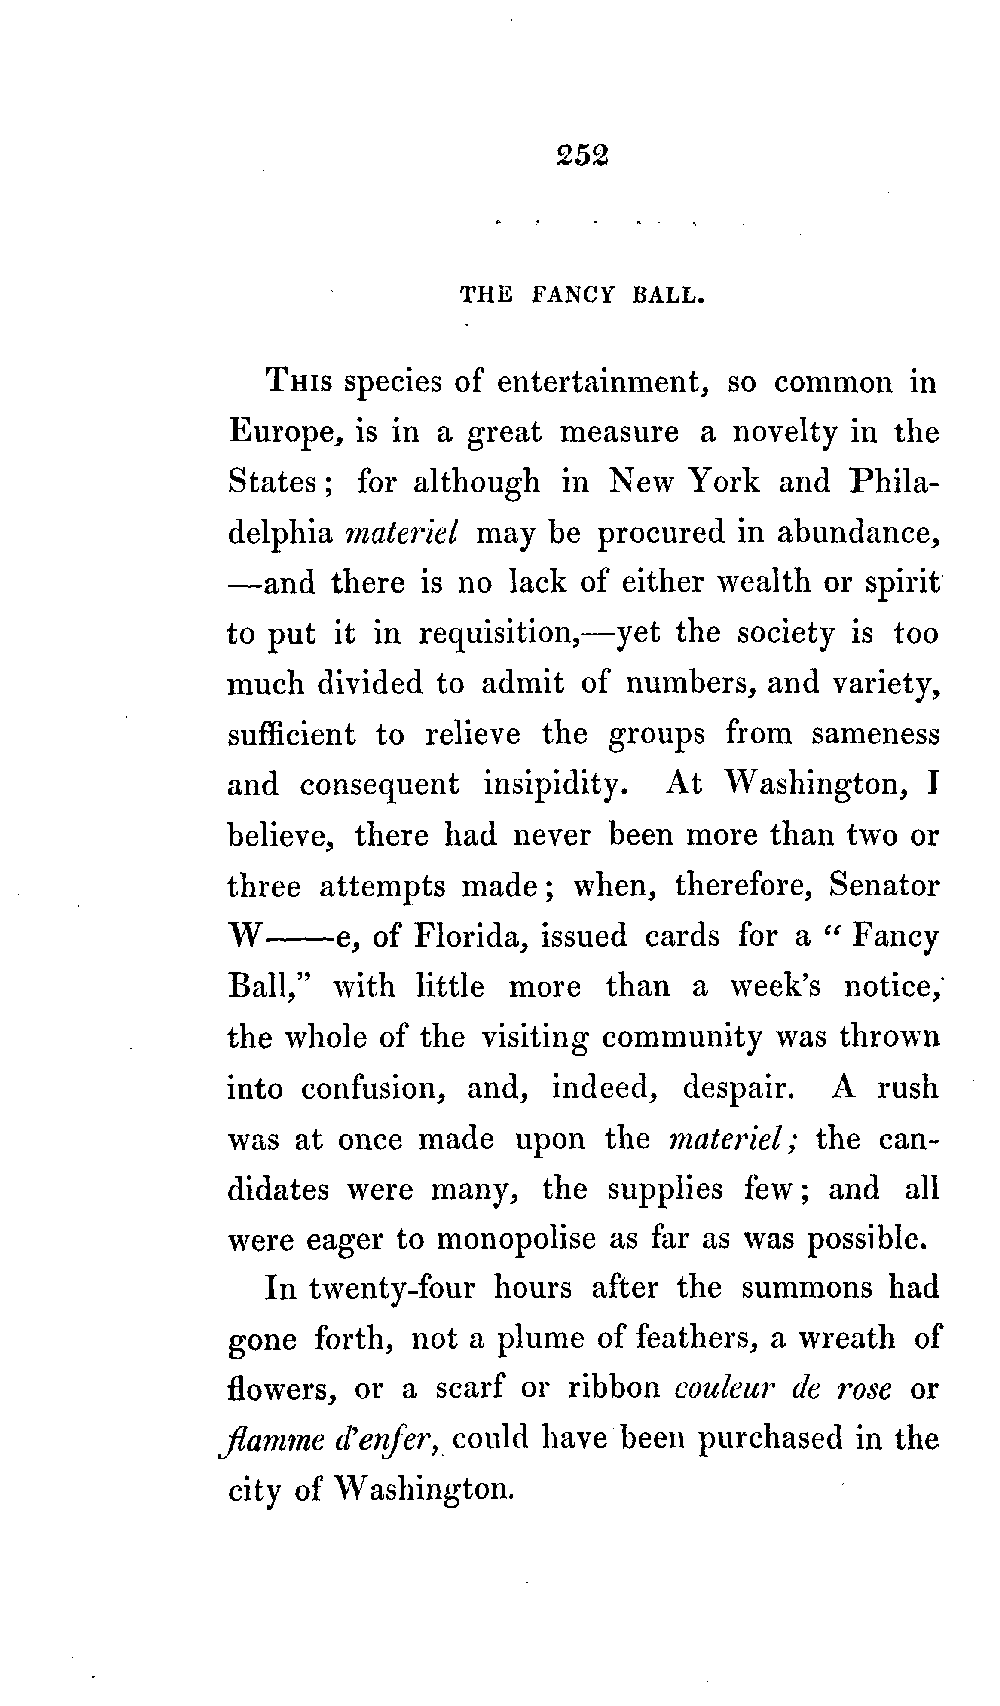 252
THE FANCY BALL.
THIS species of entertainment, so common in
Europe, is in a great measure a novelty in the
States; for although in New York and Phila-
delphia materiel may be procured in abundance,
—and there is no lack of either wealth or spirit
to put it in requisition,—yet the society is too
much divided to admit of numbers, and variety,
sufficient to relieve the groups from sameness
and consequent insipidity. At Washington, I
believe, there had never been more than two or
three attempts made; when, therefore, Senator
W——e, of Florida, issued cards for a “ Fancy
Ball,” with little more than a week's notice,
the whole of the visiting community was thrown
into confusion, and, indeed, despair. A rush
was at once made upon the materiel; the can-
didates were many, the supplies few; and all
were eager to monopolise as far as was possible.
In twenty-four hours after the summons had
gone forth, not a plume of feathers, a wreath of
flowers, or a scarf or ribbon couleur de rose or
flamme d'enfer, could have been purchased in the
city of Washington.